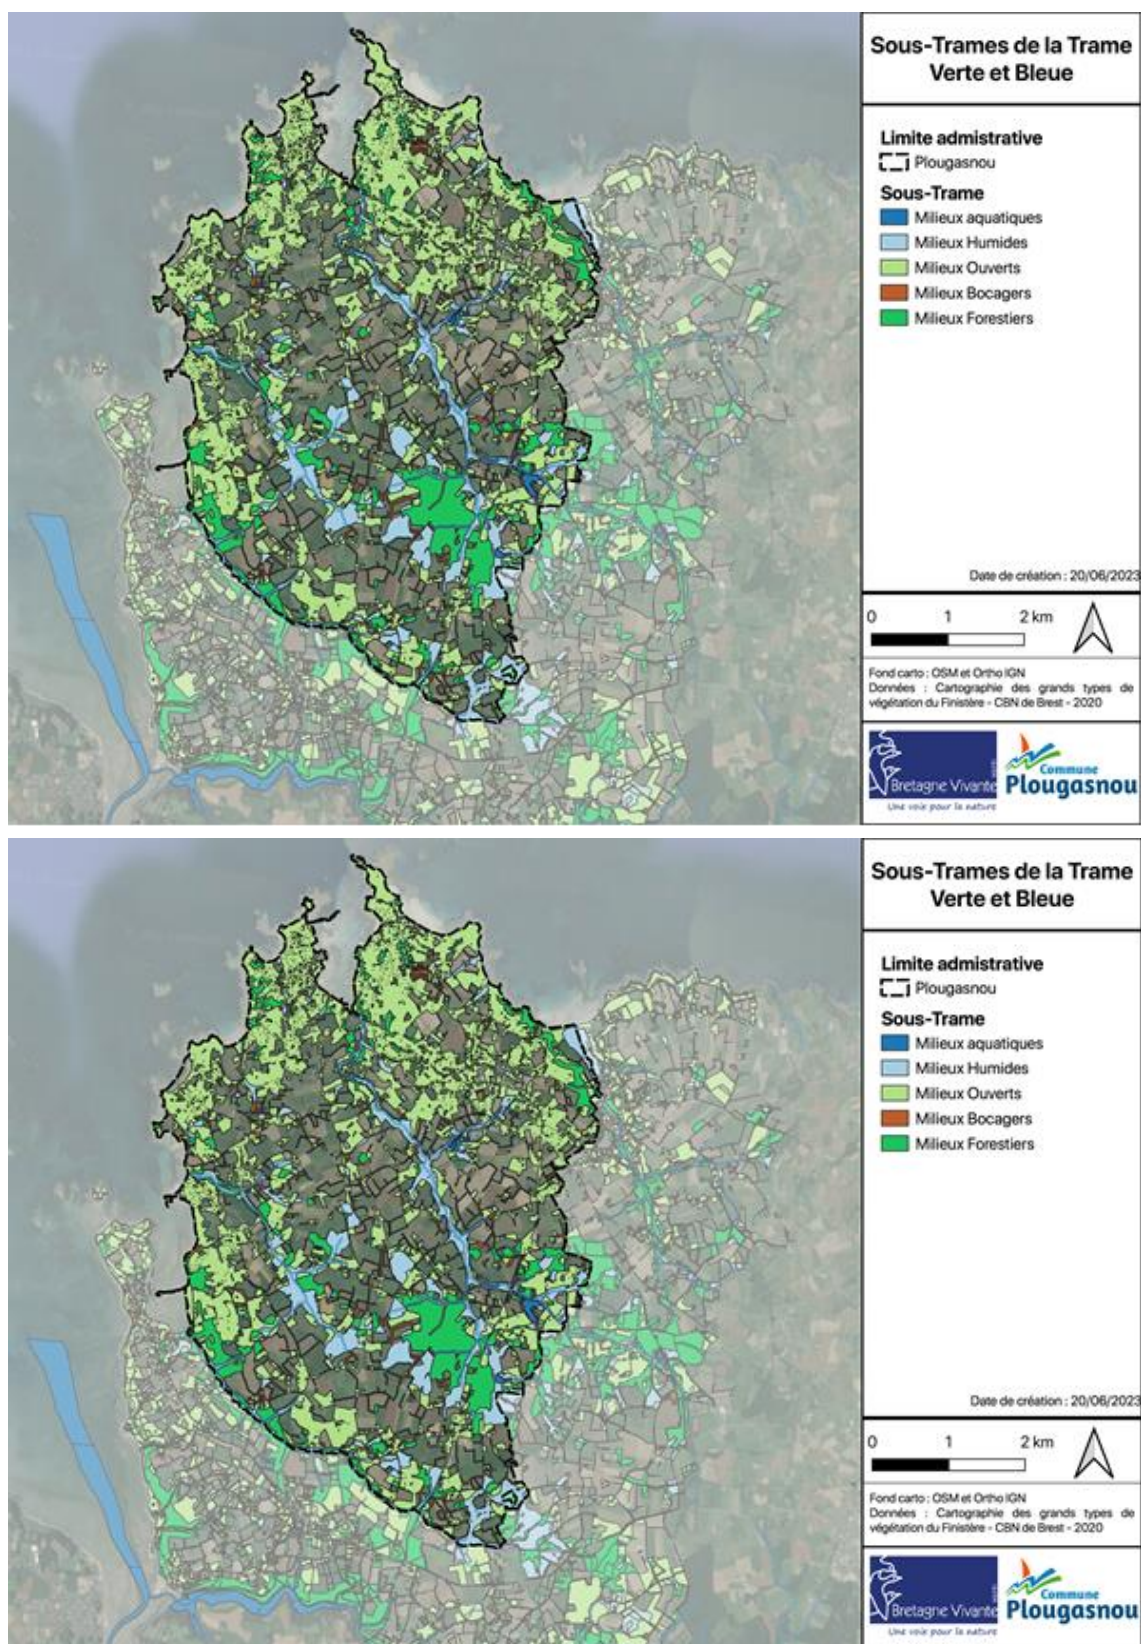 Sous-Trames de la Trame
Verte et Bleue
Limite admistrative
Plougasnou
Sous-Trame
Milieux aquatiques
Milieux Humides
Milieux Ouverts
Milieux Bocagers
Milieux Forestiers
Date de création : 20/06/2023
0 1 2 km
Fond carto : OSM et Ortho IGN
Données : Cartographie des grands types de
végétation du Finistère - CBN de Brest - 2020
Bretagne Vivante
Une voix pour la nature
Commune
Plougasnou
Sous-Trames de la Trame
Verte et Bleue
Limite admistrative
Plougasnou
Sous-Trame
Milieux aquatiques
Milieux Humides
Milieux Ouverts
Milieux Bocagers
Milieux Forestiers
Date de création : 20/06/2023
0 1 2 km
Fond carto : OSM et Ortho IGN
Données : Cartographie des grands types de
végétation du Finistère - CBN de Brest - 2020
Bretagne Vivante
Une voix pour la nature
Commune
Plougasnou